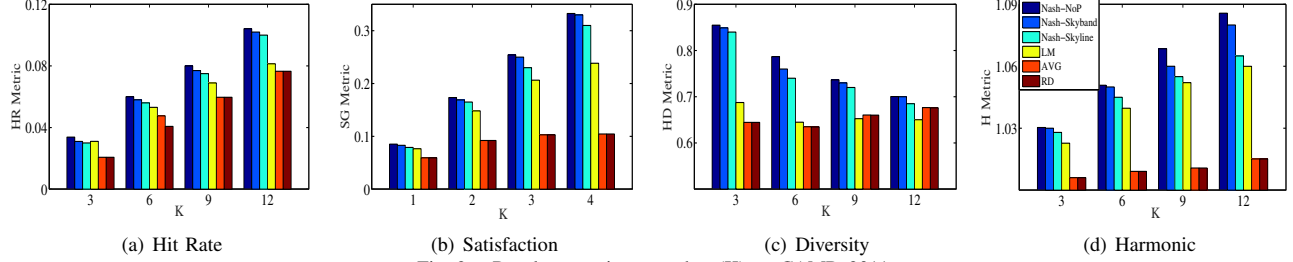 0.12
0.08
0.04
0
HR Metric
3 6 9 12
K
(a) Hit Rate
0.3
0.2
0.1
0
SG Metric
1 2 3 4
K
(b) Satisfaction
0.9
0.8
0.7
0.6
HD Metric
3 6 9 12
K
(c) Diversity
1.09
1.06
1.03
H Metric
Nash-NoP
Nash-Skyband
Nash-Skyline
LM
AVG
RD
3 6 9 12
K
(d) Harmonic